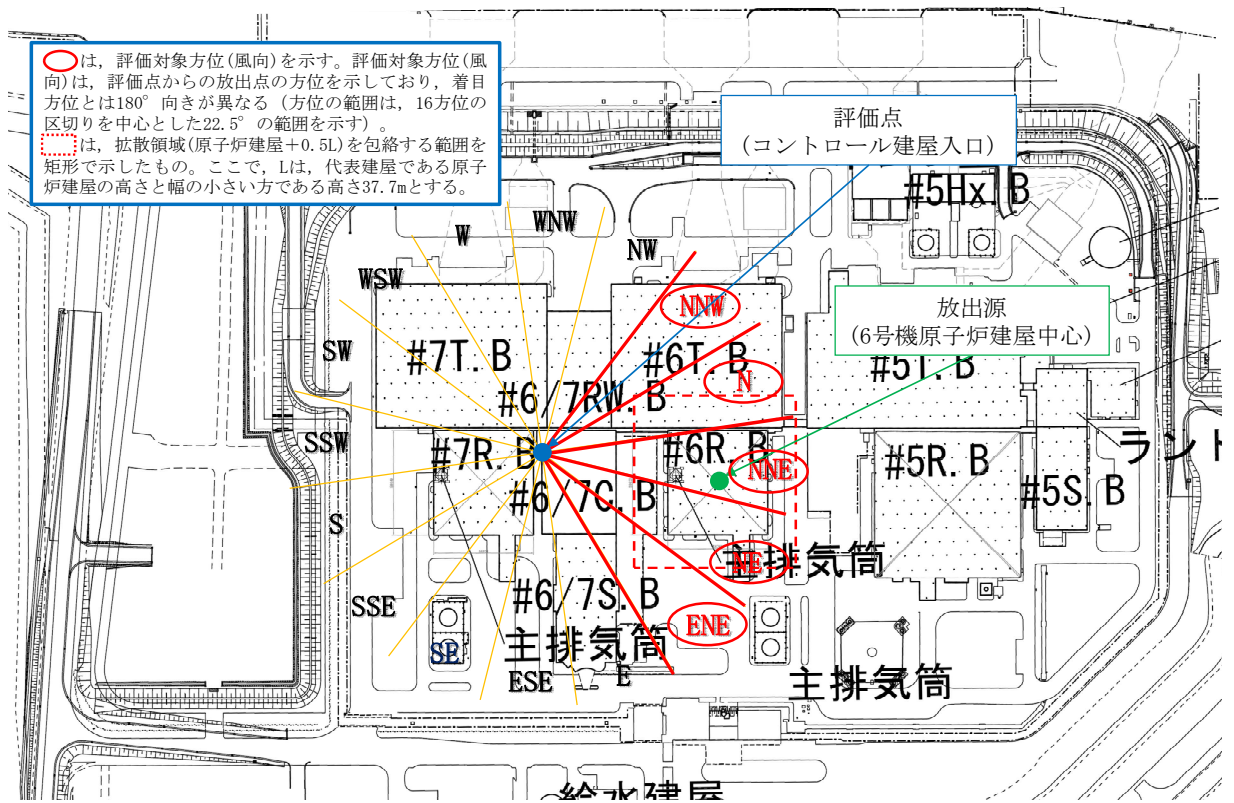 は，評価対象方位(風向)を示す。評価対象方位(風
向)は，評価点からの放出点の方位を示しており，着目
方位とは180°向きが異なる（方位の範囲は，16方位の
区切りを中心とした22.5°の範囲を示す）。
は，拡散領域(原子炉建屋+0.5L)を包絡する範囲を
矩形で示したもの。ここで，Lは，代表建屋である原子
炉建屋の高さと幅の小さい方である高さ37.7mとする。
評価点
(コントロール建屋入口)
#5Hx.B
WNW
W
NW
WSW
NNW
放出源
(6号機原子炉建屋中心)
SW
#7T.B
#6T.B
#5T.B
N
#6/7RW.B
SSW
#7R.B
#6R.B
NNE
#5R.B
ラント
#6/7C.B
#5S.B
S
NE
主排気筒
SSE
#6/7S.B
ENE
SE
主排気筒
ESE
E
主排気筒
給水建屋